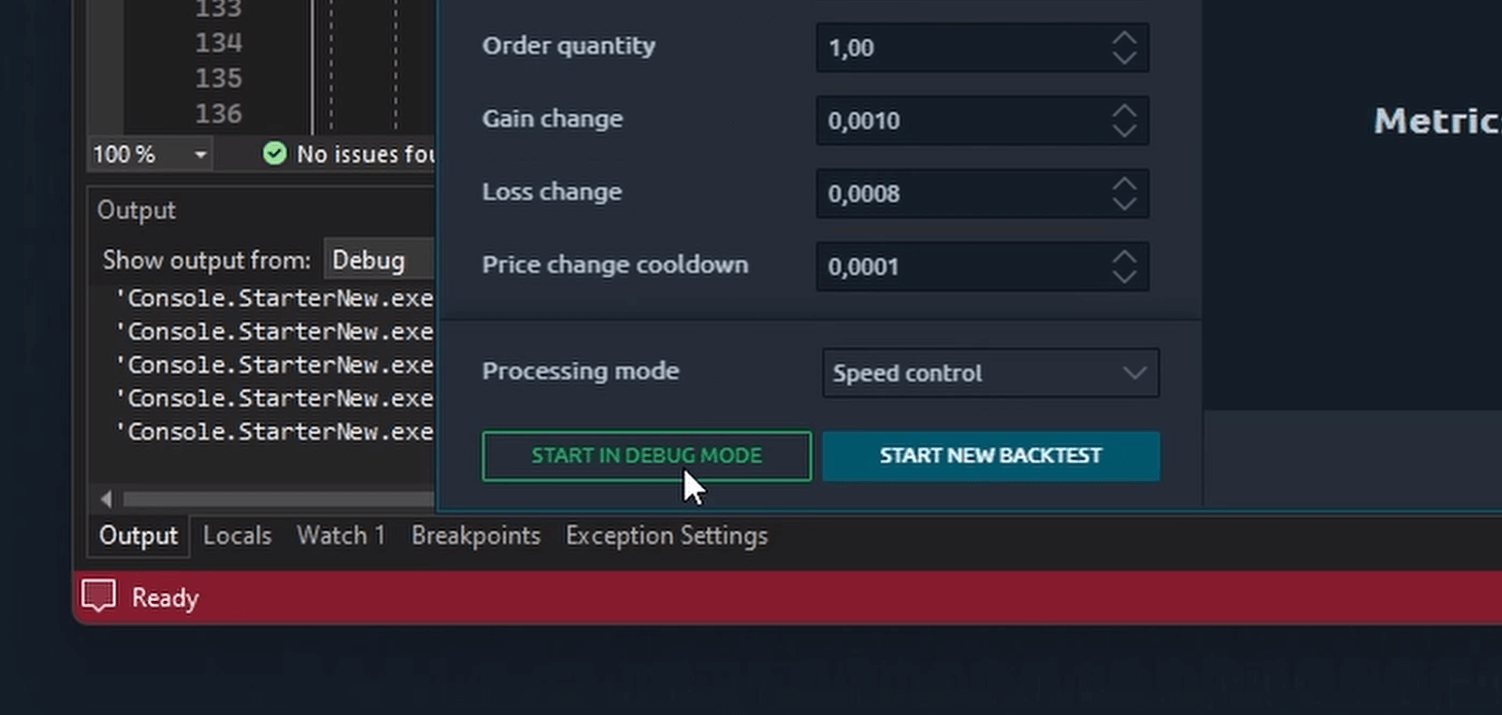 133
134
135
136
100 %
No issues fou
Output
Show output from: Debug
'Console.StarterNew.exe
'Console.StarterNew.exe
'Console.StarterNew.exe
'Console.StarterNew.exe
'Console.StarterNew.exe
Output Locals Watch 1 Breakpoints Exception Settings
Ready
Order quantity 1,00
Gain change 0,0010
Loss change 0,0008
Price change cooldown 0,0001
Processing mode Speed control
START IN DEBUG MODE START NEW BACKTEST
Metric